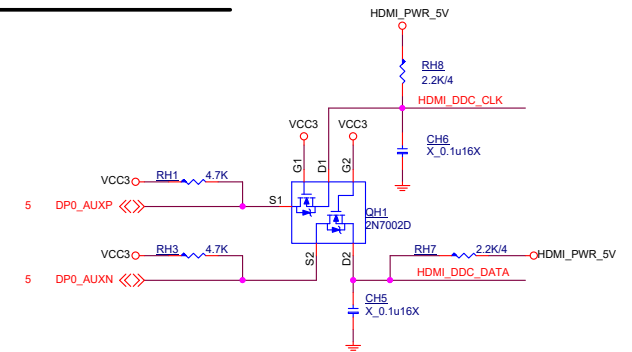 HDMI_PWR_5V
RH8
2.2K/4
HDMI_DDC_CLK
VCC3
VCC3
CH6
X_0.1u16X
G1
D1
G2
VCC3
RH1
4.7K
5
DP0_AUXP
S1
QH1
2N7002D
VCC3
RH3
4.7K
S2
D2
RH7
2.2K/4
HDMI_PWR_5V
5
DP0_AUXN
HDMI_DDC_DATA
CH5
X_0.1u16X